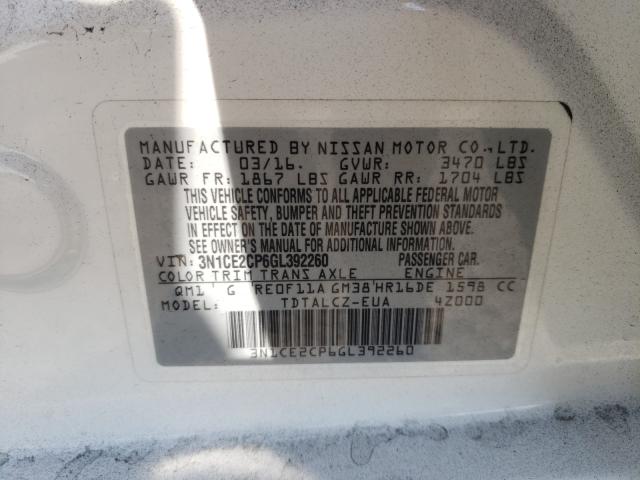 MANUFACTURED BY NISSAN MOTOR CO.,LTD.
DATE: 03/16. GVWR: 3470 LBS
GAWR FR: 1867 LBS GAWR RR: 1704 LBS
THIS VEHICLE CONFORMS TO ALL APPLICABLE FEDERAL MOTOR
VEHICLE SAFETY, BUMPER AND THEFT PREVENTION STANDARDS
IN EFFECT ON THE DATE OF MANUFACTURE SHOWN ABOVE.
SEE OWNER'S MANUAL FOR ADDITIONAL INFORMATION.
VIN: 3N1CE2CP6GL392260 PASSENGER CAR.
COLOR TRIM TRANS AXLE ENGINE
QM1 G RE0F11A GM38 HR16DE 1598 CC
MODEL: TDTALCZ-EUA 4Z000
3N1CE2CP6GL392260